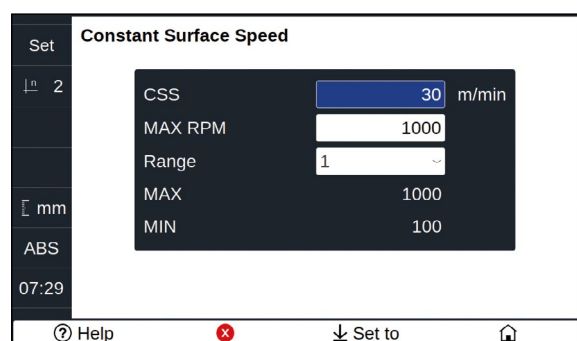 Set
Constant Surface Speed
n 2
CSS 30 m/min
MAX RPM 1000
Range 1
MAX 1000
mm
MIN 100
ABS
07:29
Help X Set to